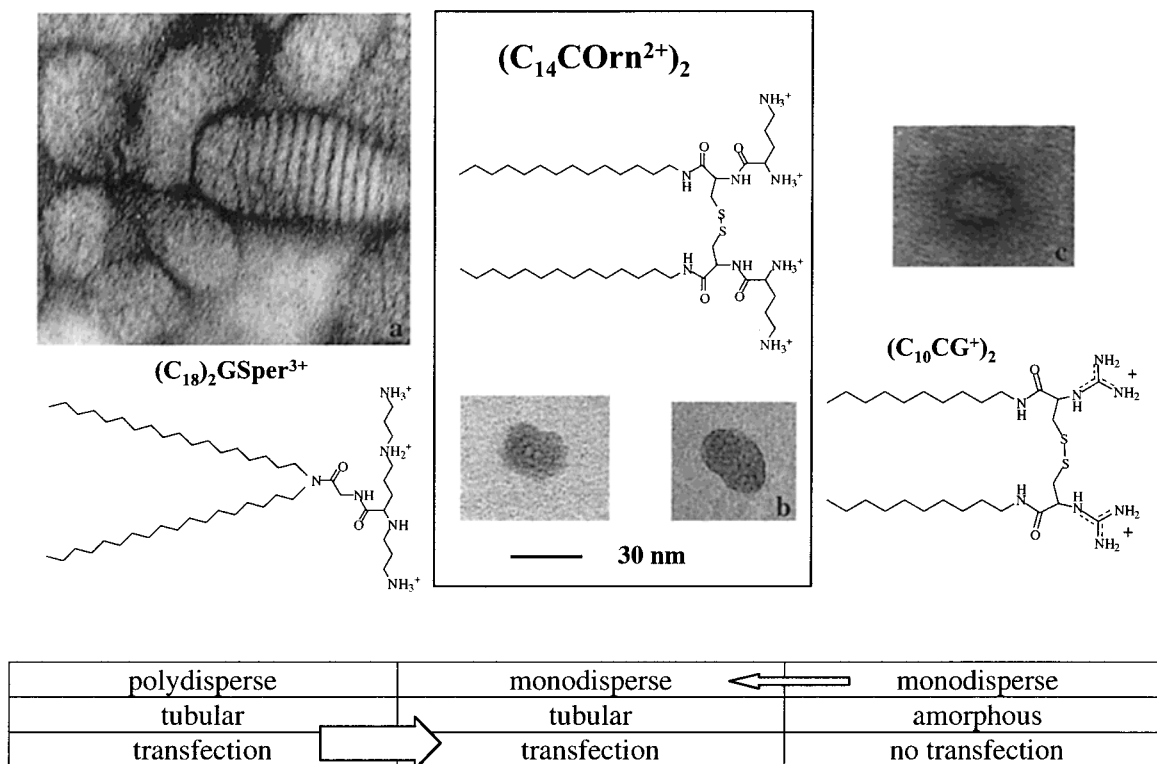 (C₁₄COrn²⁺)₂
NH₃⁺
O
O
N
H
NH
NH₃⁺
S
S
H
N
NH
NH₃⁺
O
O
NH₃⁺
a
(C₁₈)₂GSper³⁺
NH₃⁺
NH₂⁺
O
N
NH
O
NH
NH₃⁺
b
30 nm
c
(C₁₀CG⁺)₂
NH₂
+
O
N
H
N
H
NH₂
S
S
H
N
H
N
NH₂
O
NH₂
+
polydisperse monodisperse monodisperse
tubular tubular amorphous
transfection transfection no transfection